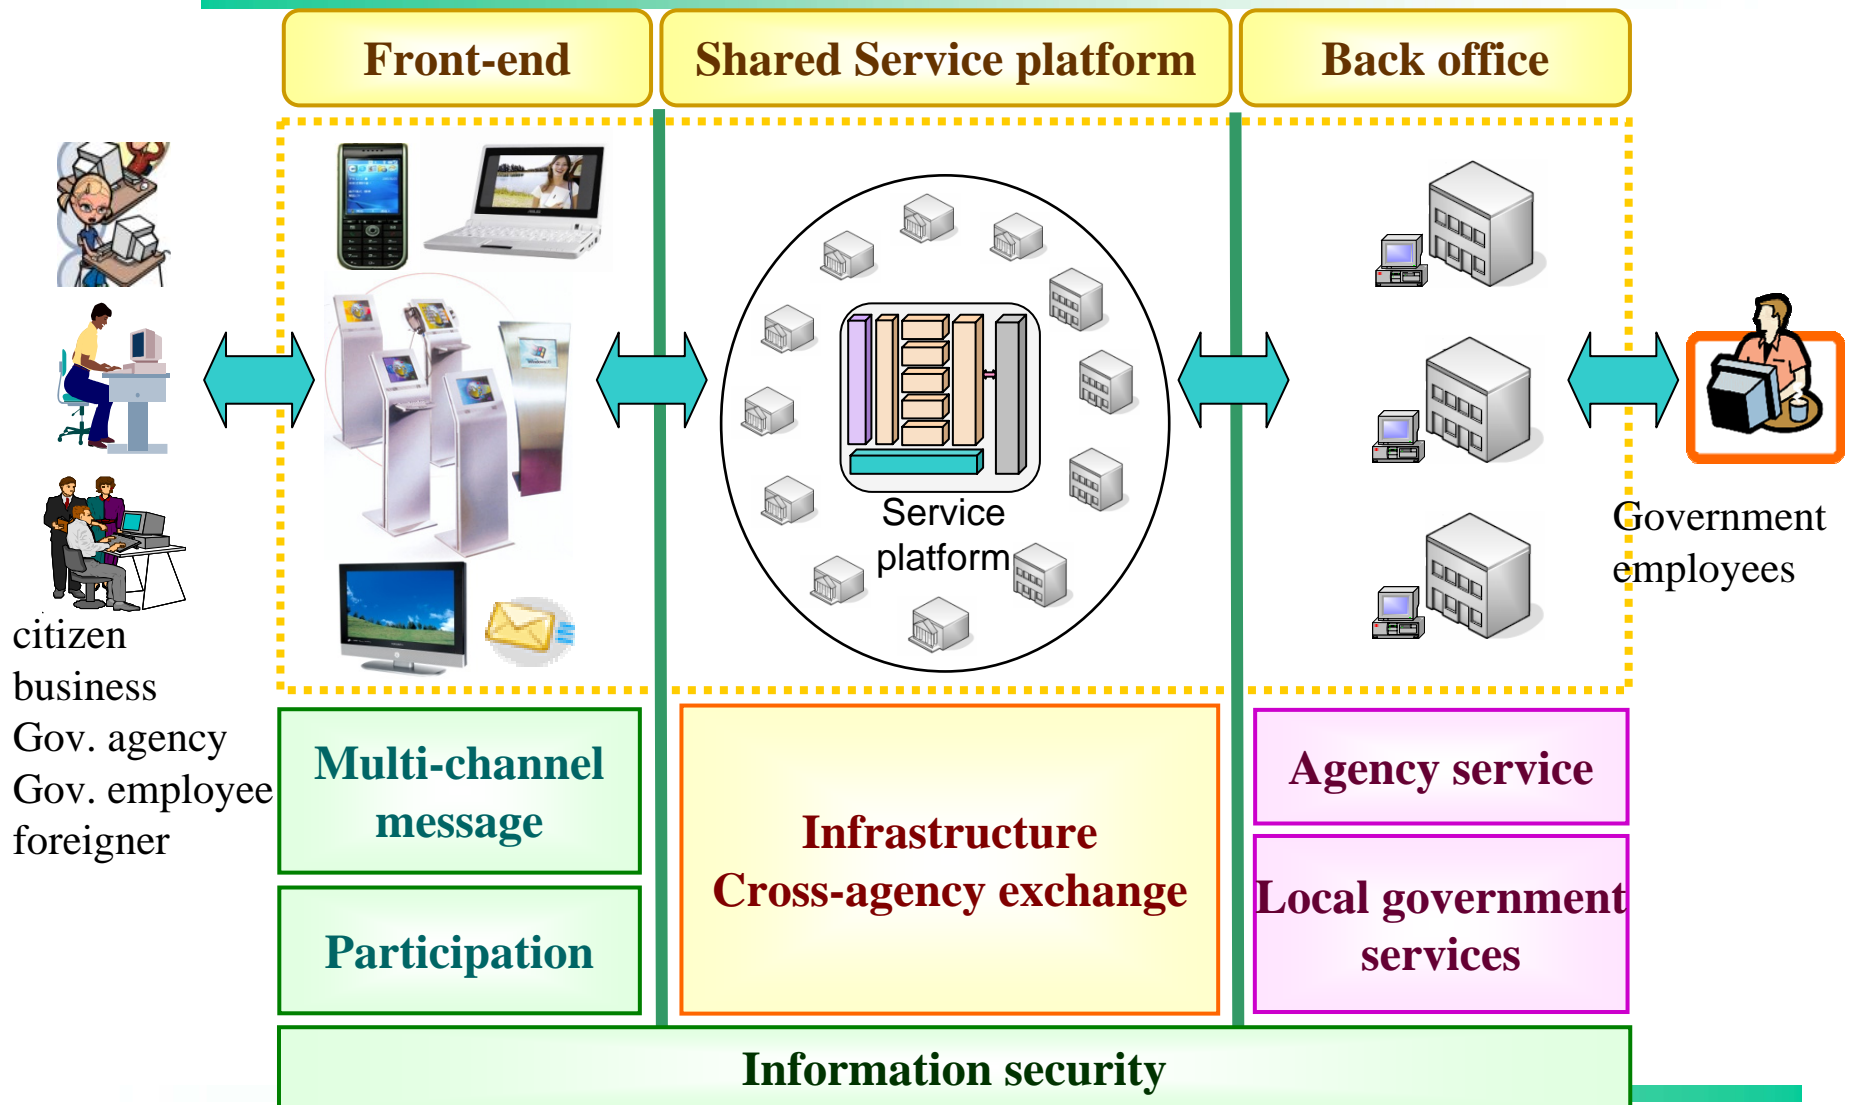 Front-end
Shared Service platform
Back office
Service
platform
Government
employees
citizen
business
Gov. agency
Gov. employee
foreigner
Multi-channel
message
Participation
Infrastructure
Cross-agency exchange
Agency service
Local government
services
Information security